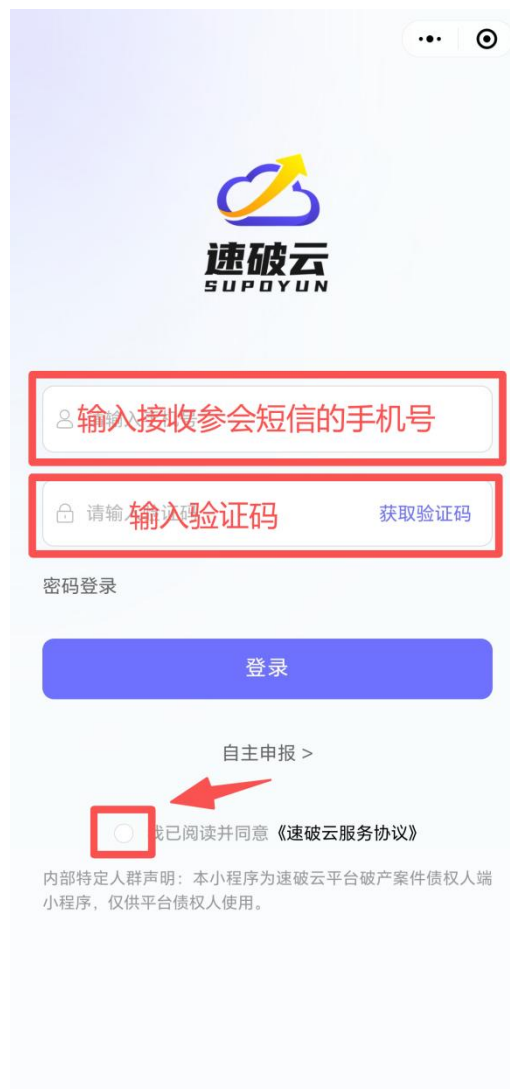 速破云
SUPOYUN
输入接收参会短信的手机号
请输入验证码
输入验证码
获取验证码
密码登录
登录
自主申报 >
我已阅读并同意《速破云服务协议》
内部特定人群声明：本小程序为速破云平台破产案件债权人端
小程序，仅供平台债权人使用。